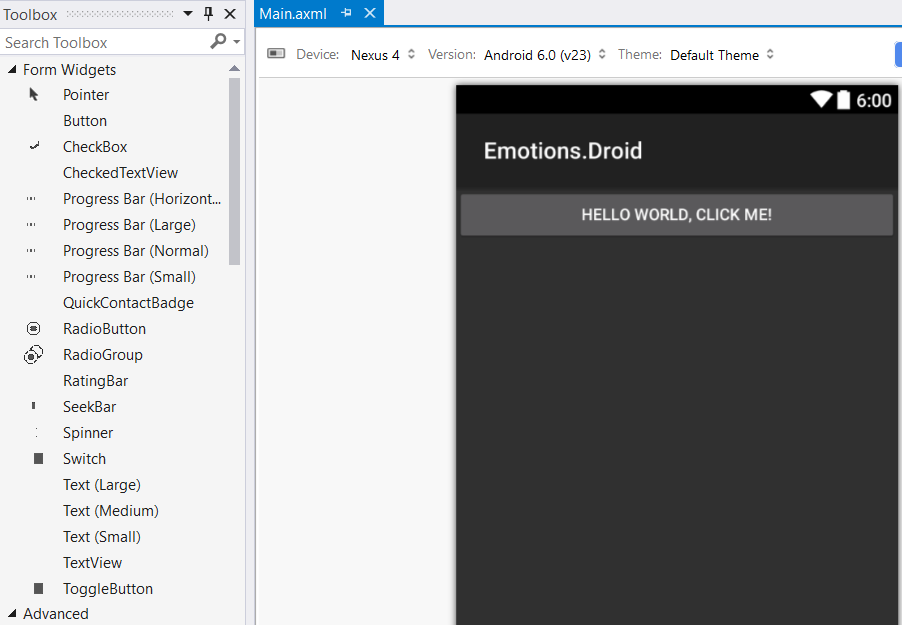 Toolbox
Search Toolbox
Form Widgets
Pointer
Button
CheckBox
CheckedTextView
Progress Bar (Horizont...
Progress Bar (Large)
Progress Bar (Normal)
Progress Bar (Small)
QuickContactBadge
RadioButton
RadioGroup
RatingBar
SeekBar
Spinner
Switch
Text (Large)
Text (Medium)
Text (Small)
TextView
ToggleButton
Advanced
Main.axml
Device: Nexus 4 Version: Android 6.0 (v23) Theme: Default Theme
6:00
Emotions.Droid
HELLO WORLD, CLICK ME!